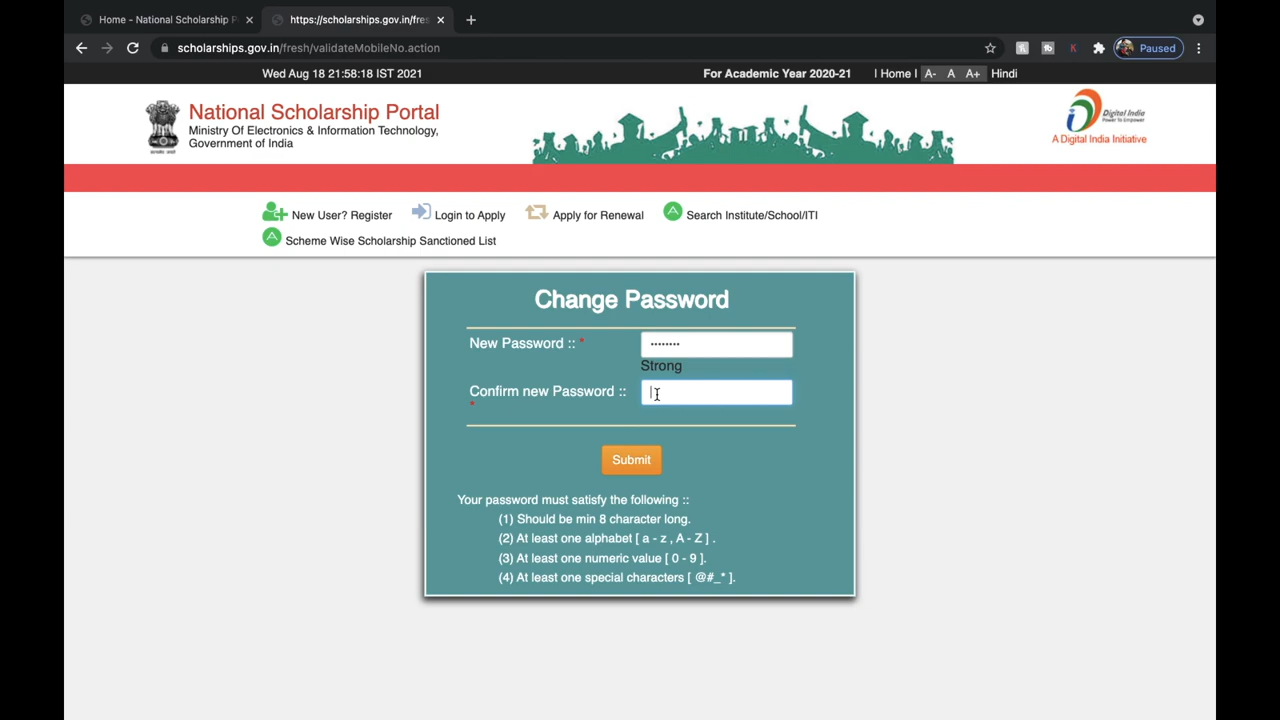 Home - National Scholarship P
https://scholarships.gov.in/fres
scholarships.gov.in/fresh/validateMobileNo.action
K
Paused
Wed Aug 18 21:58:18 IST 2021
For Academic Year 2020-21
| Home | A- A A+ Hindi
National Scholarship Portal
Ministry Of Electronics & Information Technology,
Government of India
Digital India
Power To Empower
A Digital India Initiative
New User? Register
Login to Apply
Apply for Renewal
Search Institute/School/ITI
Scheme Wise Scholarship Sanctioned List
Change Password
New Password :: *
••••••••
Strong
Confirm new Password ::
*
Submit
Your password must satisfy the following ::
(1) Should be min 8 character long.
(2) At least one alphabet [ a - z , A - Z ] .
(3) At least one numeric value [ 0 - 9 ].
(4) At least one special characters [ @#_* ].